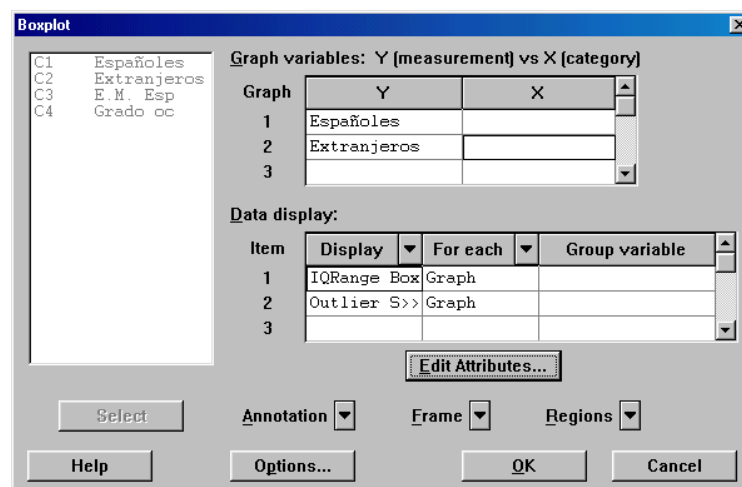 Boxplot
C1 Españoles
C2 Extranjeros
C3 E.M. Esp
C4 Grado oc
Graph variables: Y (measurement) vs X (category)
Graph Y X
1 Españoles
2 Extranjeros
3
Data display:
Item Display For each Group variable
1 IQRange Box Graph
2 Outlier S>> Graph
3
Edit Attributes...
Select Annotation Frame Regions
Help Options... OK Cancel